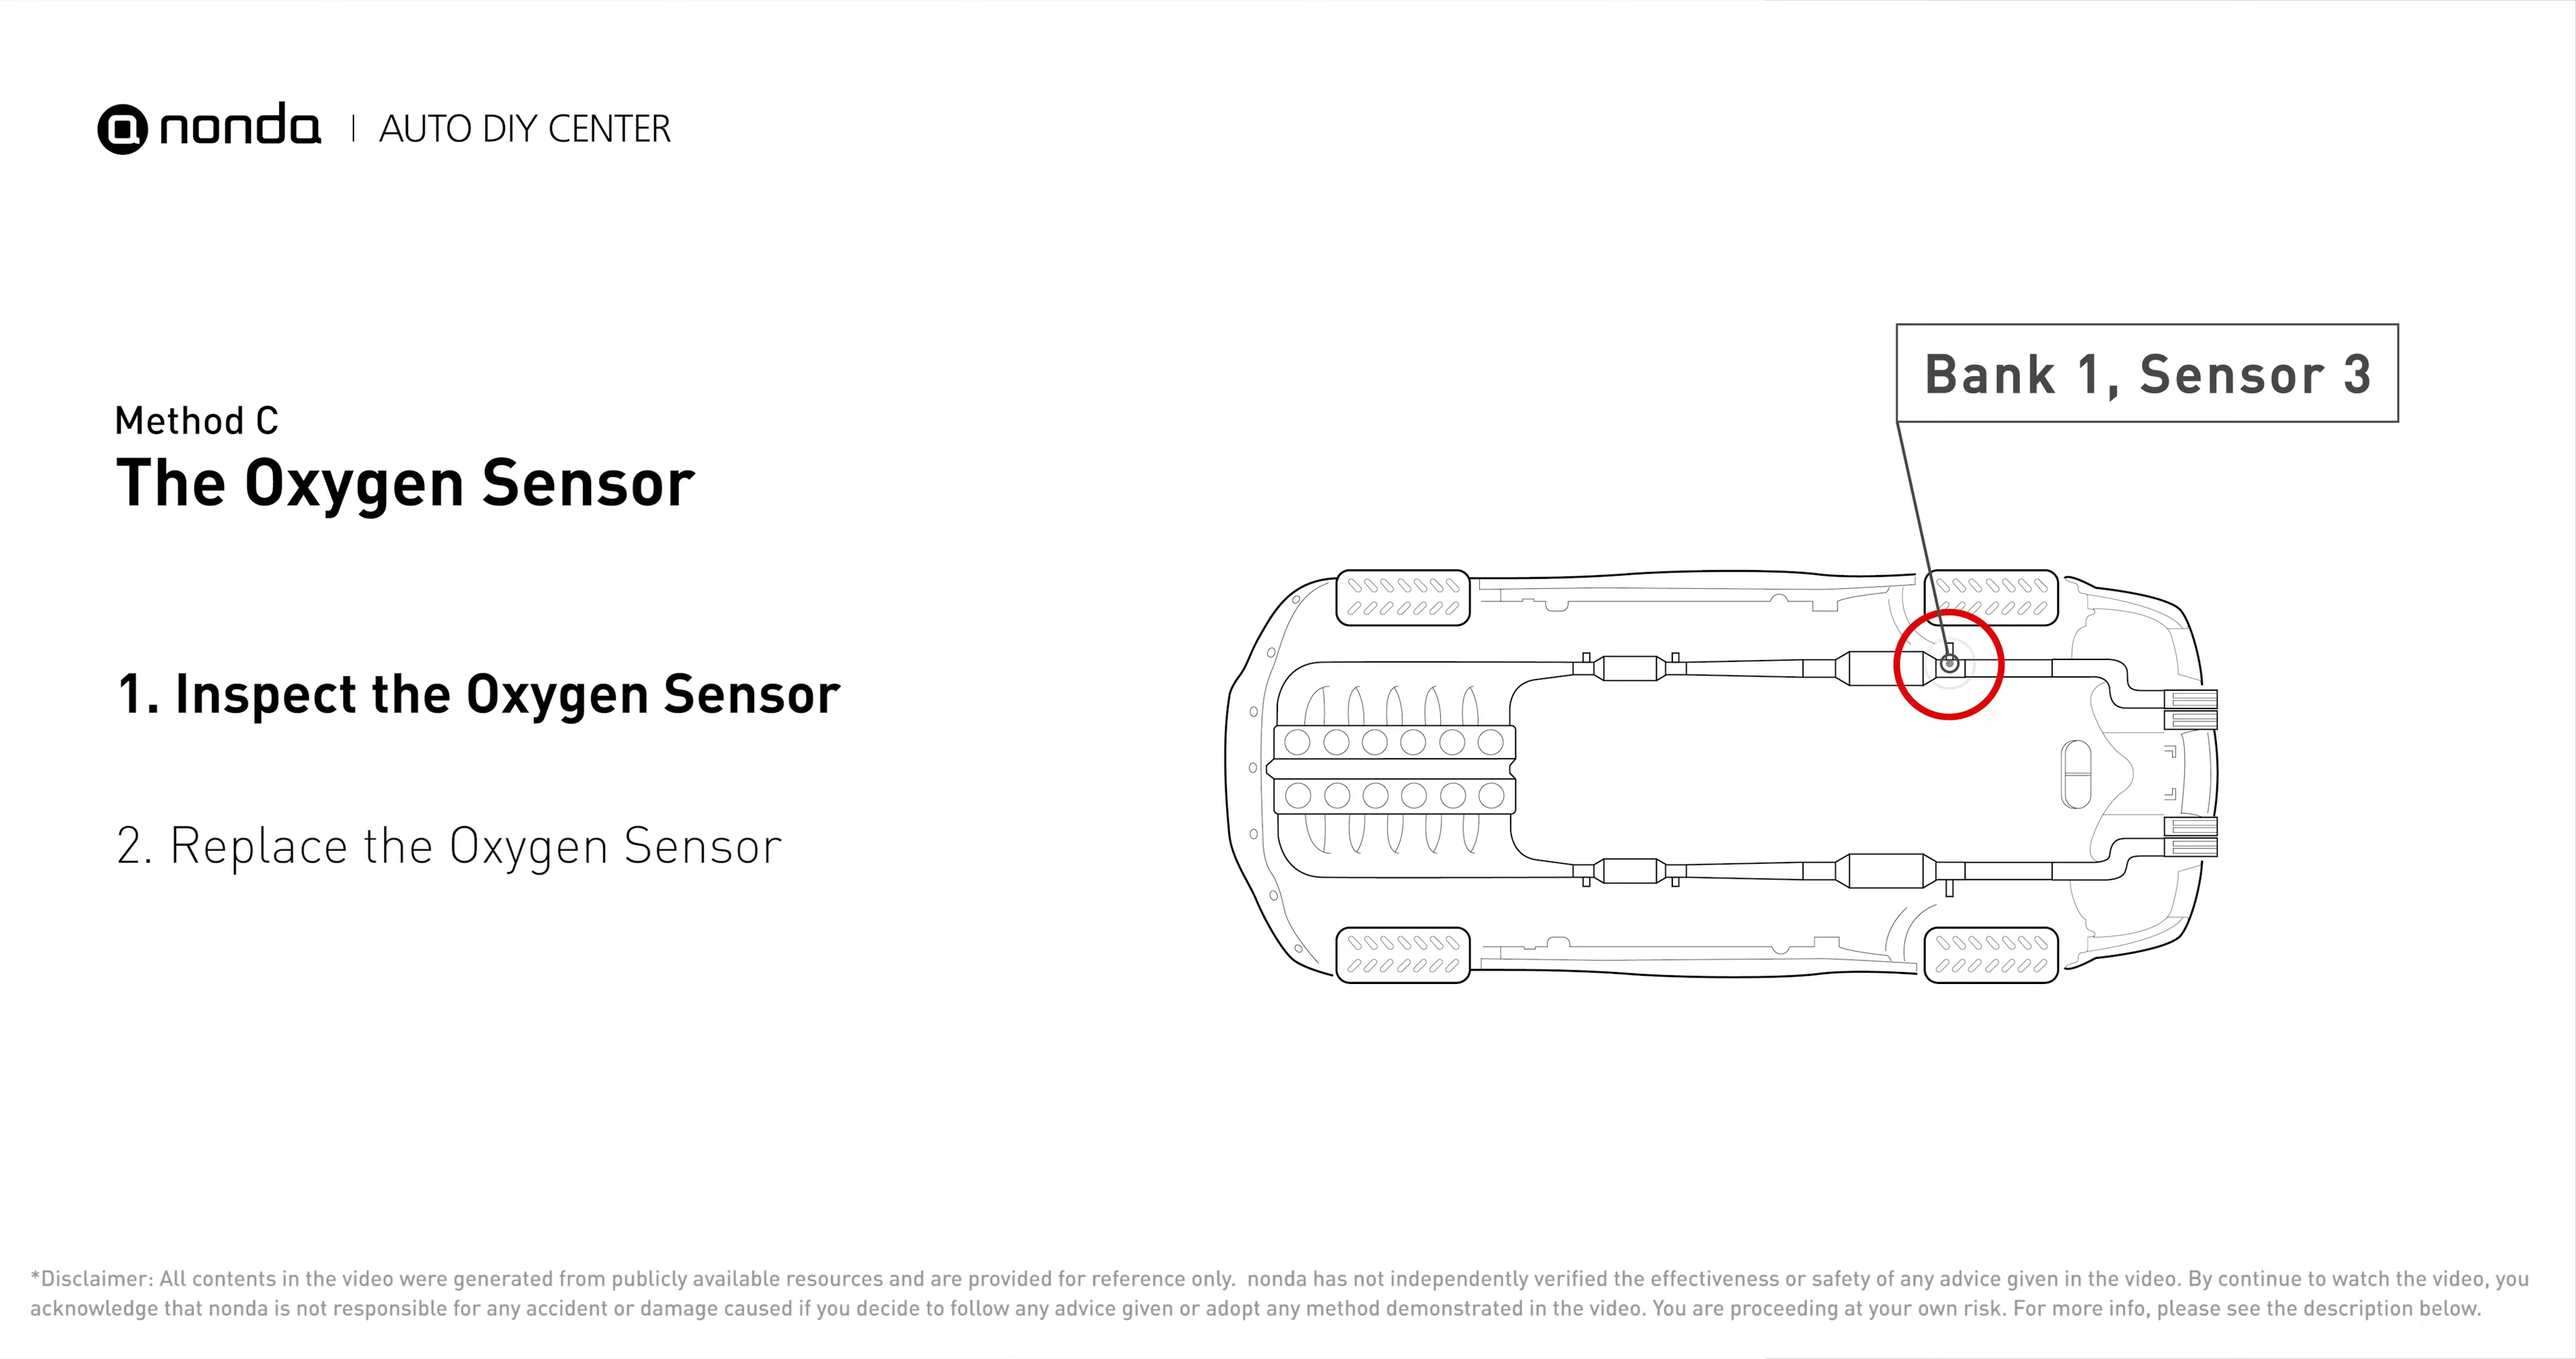 nonda | AUTO DIY CENTER
Bank 1, Sensor 3
Method C
The Oxygen Sensor
1. Inspect the Oxygen Sensor
2. Replace the Oxygen Sensor
*Disclaimer: All contents in the video were generated from publicly available resources and are provided for reference only. nonda has not independently verified the effectiveness or safety of any advice given in the video. By continue to watch the video, you
acknowledge that nonda is not responsible for any accident or damage caused if you decide to follow any advice given or adopt any method demonstrated in the video. You are proceeding at your own risk. For more info, please see the description below.